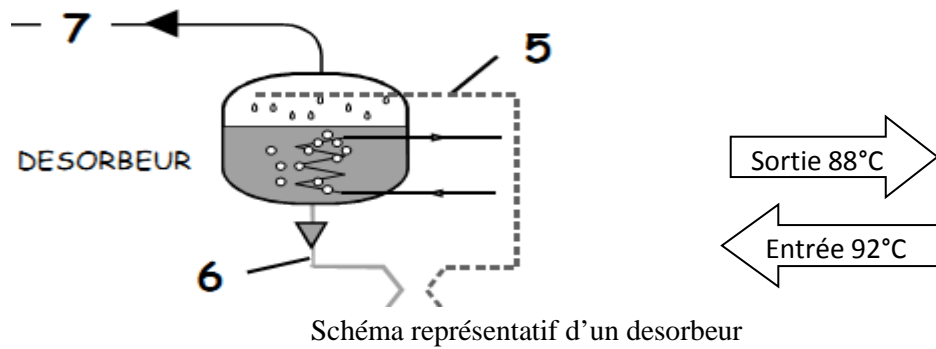 7
5
DESORBEUR
Sortie 88°C
Entrée 92°C
6
Schéma représentatif d’un desorbeur